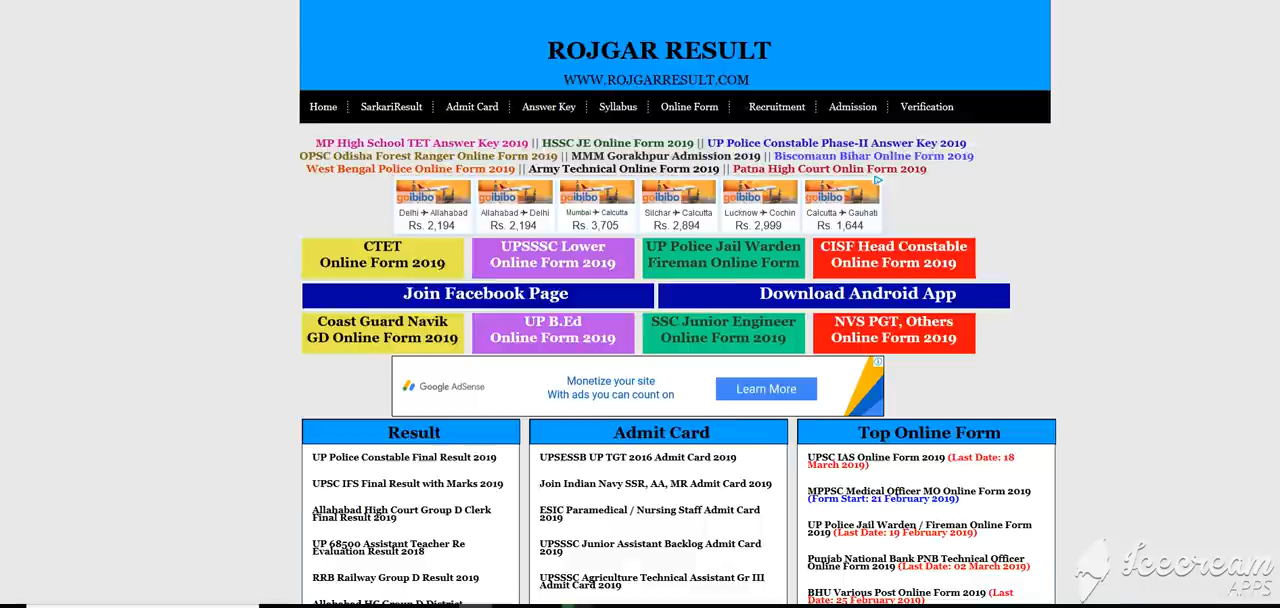 ROJGAR RESULT
WWW.ROJGARRESULT.COM
Home SarkariResult Admit Card Answer Key Syllabus Online Form Recruitment Admission Verification
MP High School TET Answer Key 2019 || HSSC JE Online Form 2019 || UP Police Constable Phase-II Answer Key 2019
OPSC Odisha Forest Ranger Online Form 2019 || MMM Gorakhpur Admission 2019 || Biscomaun Bihar Online Form 2019
West Bengal Police Online Form 2019 || Army Technical Online Form 2019 || Patna High Court Onlin Form 2019
goibibo goibibo goibibo goibibo goibibo goibibo
Delhi ✈ Allahabad Allahabad ✈ Delhi Mumbai ✈ Calcutta Silchar ✈ Calcutta Lucknow ✈ Cochin Calcutta ✈ Gauhati
Rs. 2,194 Rs. 2,194 Rs. 3,705 Rs. 2,894 Rs. 2,999 Rs. 1,644
CTET
Online Form 2019
UPSSSC Lower
Online Form 2019
UP Police Jail Warden
Fireman Online Form
CISF Head Constable
Online Form 2019
Join Facebook Page
Download Android App
Coast Guard Navik
GD Online Form 2019
UP B.Ed
Online Form 2019
SSC Junior Engineer
Online Form 2019
NVS PGT, Others
Online Form 2019
Google AdSense
Monetize your site
With ads you can count on
Learn More
Result
UP Police Constable Final Result 2019
UPSC IFS Final Result with Marks 2019
Allahabad High Court Group D Clerk
Final Result 2019
UP 68500 Assistant Teacher Re
Evaluation Result 2018
RRB Railway Group D Result 2019
Allahabad HC Group D District
Admit Card
UPSESSB UP TGT 2016 Admit Card 2019
Join Indian Navy SSR, AA, MR Admit Card 2019
ESIC Paramedical / Nursing Staff Admit Card
2019
UPSSSC Junior Assistant Backlog Admit Card
2019
UPSSSC Agriculture Technical Assistant Gr III
Admit Card 2019
Top Online Form
UPSC IAS Online Form 2019 (Last Date: 18
March 2019)
MPPSC Medical Officer MO Online Form 2019
(Form Start: 21 February 2019)
UP Police Jail Warden / Fireman Online Form
2019 (Last Date: 19 February 2019)
Punjab National Bank PNB Technical Officer
Online Form 2019 (Last Date: 02 March 2019)
BHU Various Post Online Form 2019 (Last
Date: 25 February 2019)
Icecream
APPS